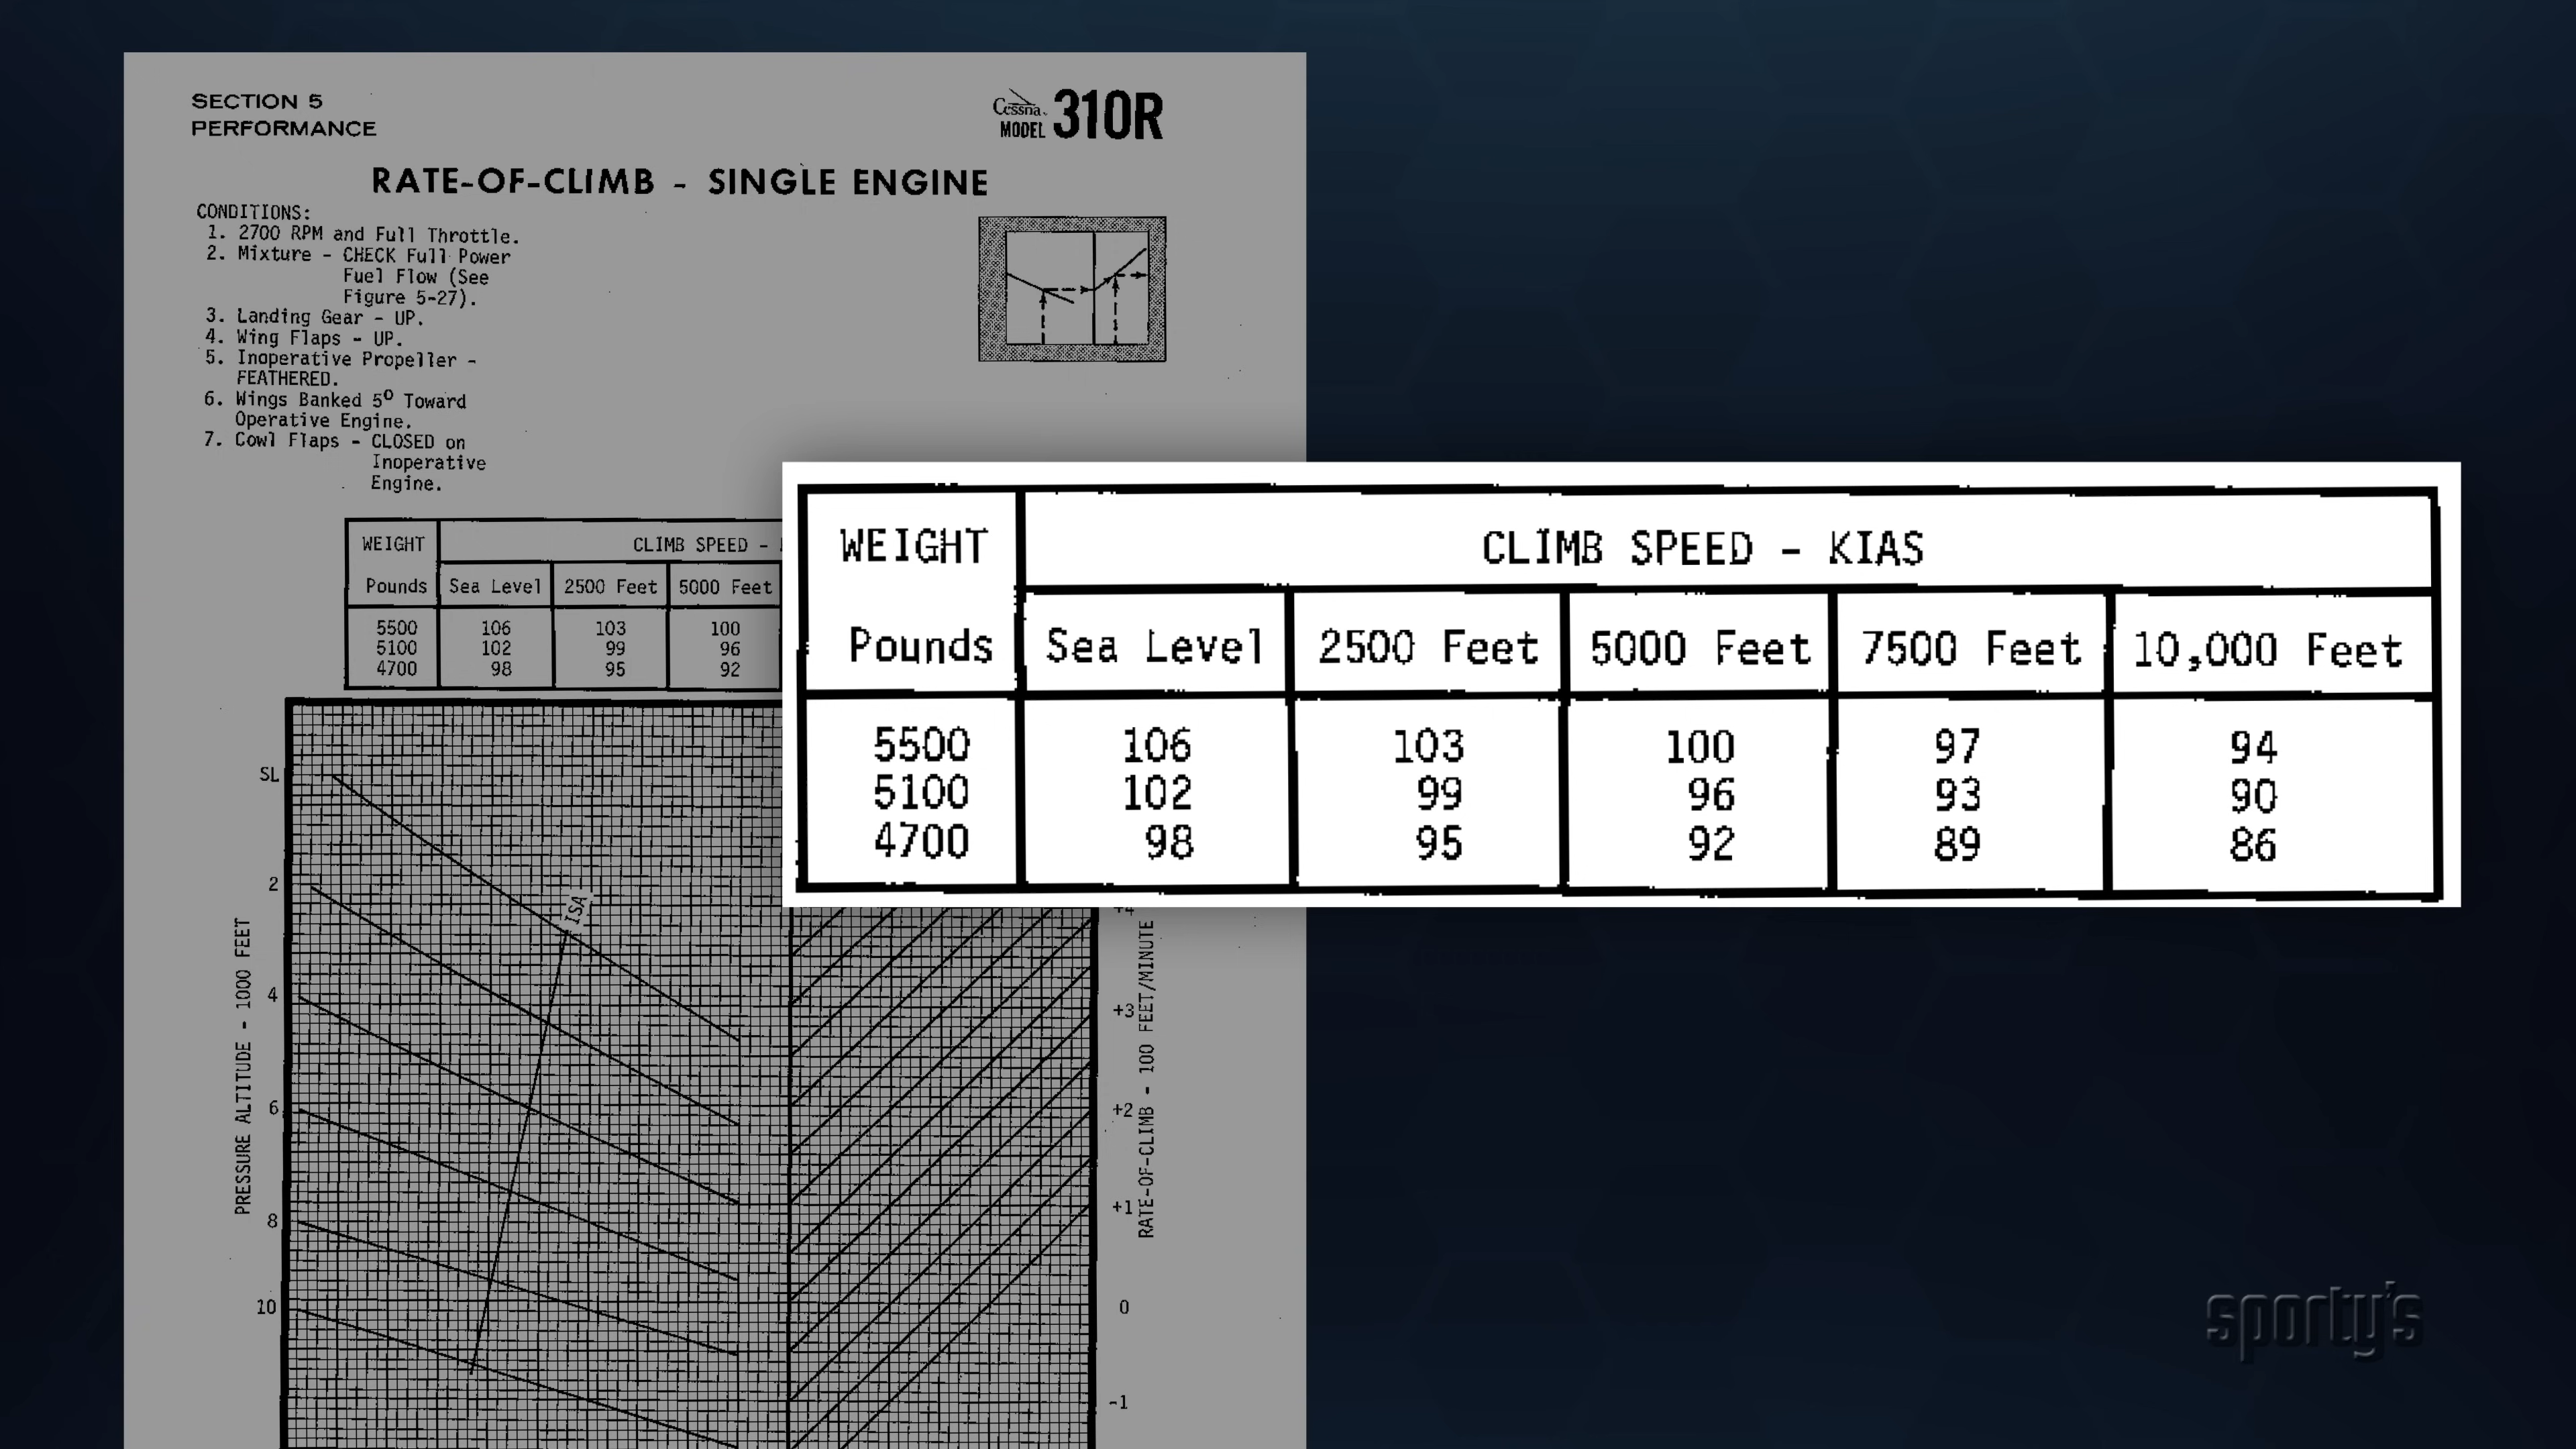 SECTION 5
PERFORMANCE
Cessna
MODEL 310R
RATE-OF-CLIMB - SINGLE ENGINE
CONDITIONS:
1. 2700 RPM and Full Throttle.
2. Mixture - CHECK Full Power
Fuel Flow (See
Figure 5-27).
3. Landing Gear - UP.
4. Wing Flaps - UP.
5. Inoperative Propeller -
FEATHERED.
6. Wings Banked 5º Toward
Operative Engine.
7. Cowl Flaps - CLOSED on
Inoperative
Engine.
WEIGHT CLIMB SPEED -
Pounds Sea Level 2500 Feet 5000 Feet
5500 106 103 100
5100 102 99 96
4700 98 95 92
WEIGHT CLIMB SPEED - KIAS
Pounds Sea Level 2500 Feet 5000 Feet 7500 Feet 10,000 Feet
5500 106 103 100 97 94
5100 102 99 96 93 90
4700 98 95 92 89 86
PRESSURE ALTITUDE - 1000 FEET
SL
2
4
6
8
10
ISA
+4
+3
+2
+1
0
-1
RATE-OF-CLIMB - 100 FEET/MINUTE
sporty's